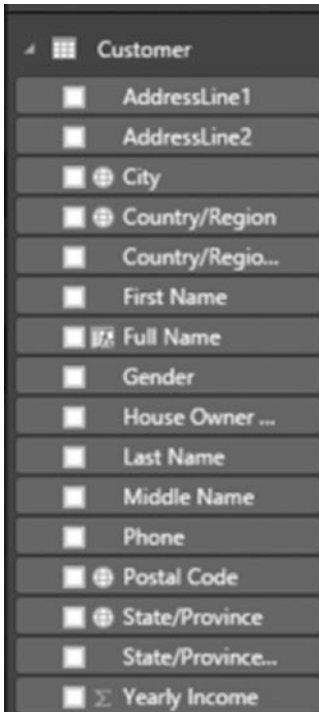 Customer
AddressLine1
AddressLine2
City
Country/Region
Country/Regio...
First Name
Full Name
Gender
House Owner ...
Last Name
Middle Name
Phone
Postal Code
State/Province
State/Province...
Σ Yearly Income